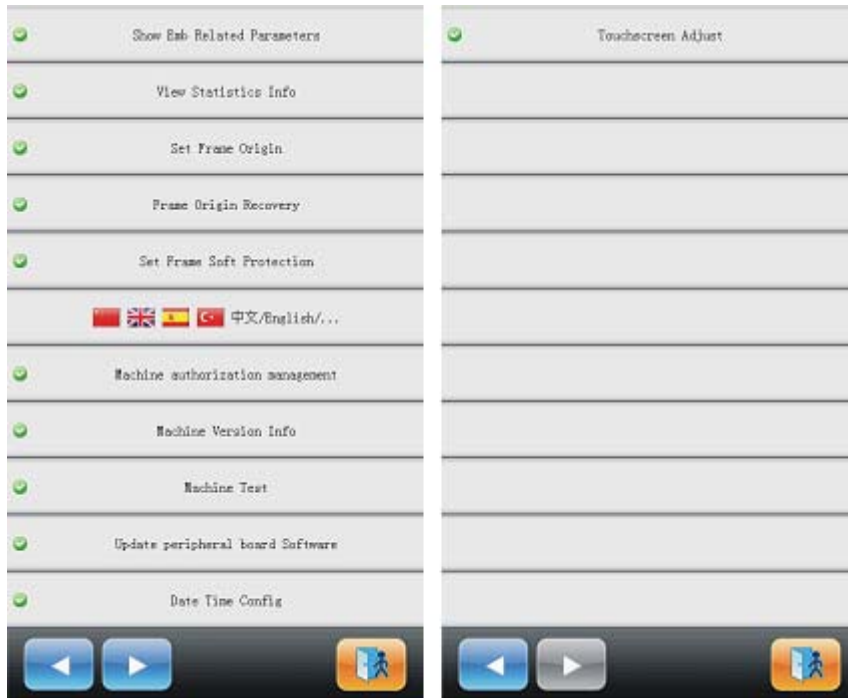 Show Emb Related Parameters
View Statistics Info
Set Frame Origin
Frame Origin Recovery
Set Frame Soft Protection
中文/English/...
Machine authorization management
Machine Version Info
Machine Test
Update peripheral board Software
Date Time Config
Touchscreen Adjust